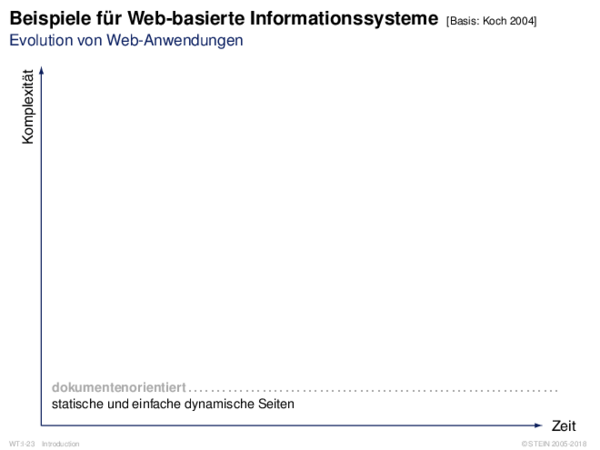 Beispiele für Web-basierte Informationssysteme [Basis: Koch 2004]
Evolution von Web-Anwendungen
Komplexität
dokumentenorientiert
statische und einfache dynamische Seiten
Zeit
WT:I-23 Introduction ©STEIN 2005-2018